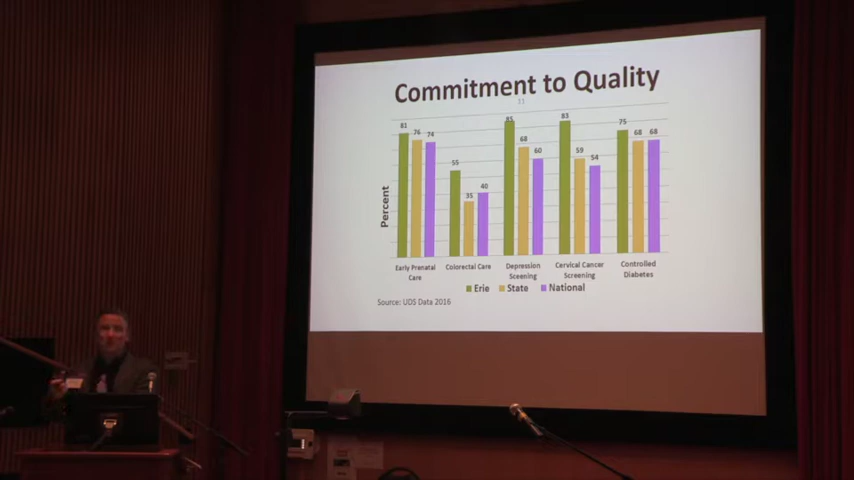 Commitment to Quality
11
81 76 74
55 35 40
85 68 60
83 59 54
75 68 68
Percent
Early Prenatal
Care
Colorectal Care
Depression
Sceening
Cervical Cancer
Screening
Controlled
Diabetes
Erie State National
Source: UDS Data 2016